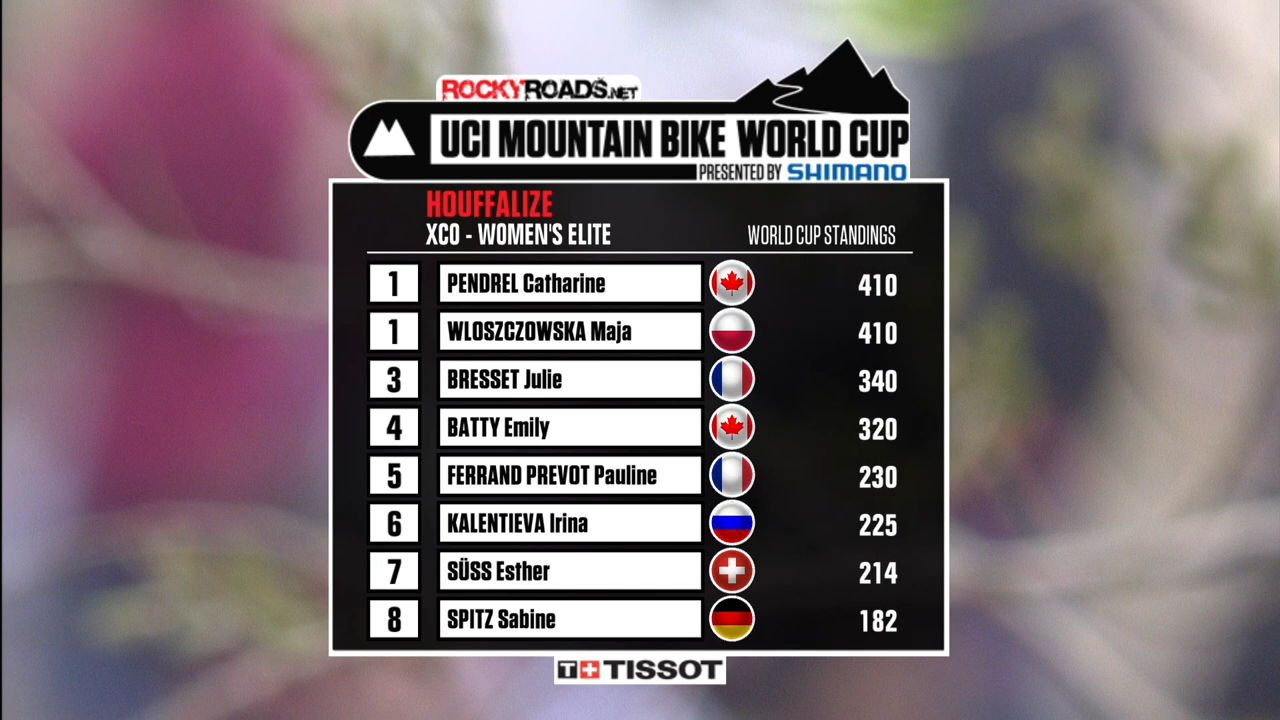 ROCKYROADS.NET
UCI MOUNTAIN BIKE WORLD CUP
PRESENTED BY SHIMANO
HOUFFALIZE
XCO - WOMEN'S ELITE WORLD CUP STANDINGS
1 PENDREL Catharine 410
1 WLOSZCZOWSKA Maja 410
3 BRESSET Julie 340
4 BATTY Emily 320
5 FERRAND PREVOT Pauline 230
6 KALENTIEVA Irina 225
7 SÜSS Esther 214
8 SPITZ Sabine 182
T+ TISSOT